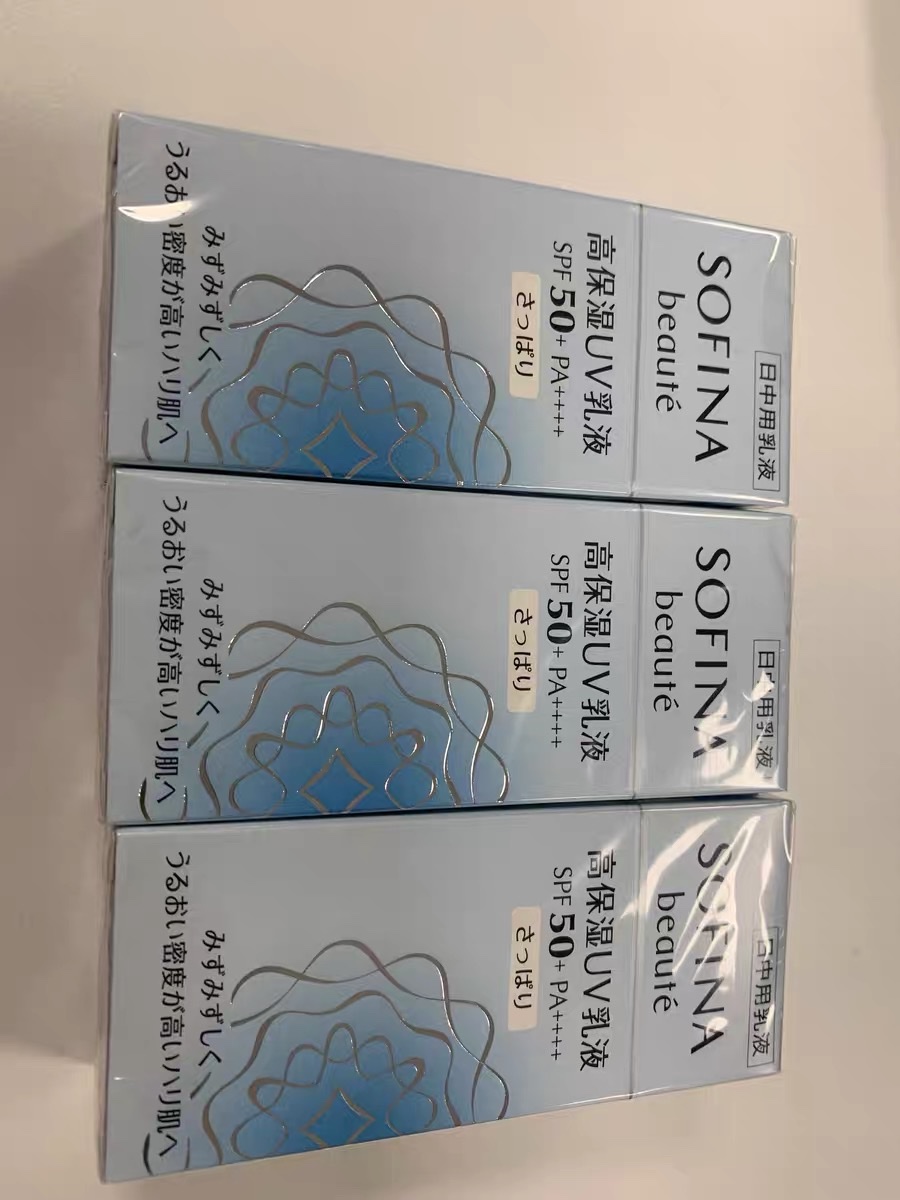 日中用乳液
SOFINA
beauté
高保湿UV乳液
SPF50+ PA++++
さっぱり
みずみずしく、
うるおい密度が高いハリ肌へ
日中用乳液
SOFINA
beauté
高保湿UV乳液
SPF50+ PA++++
さっぱり
みずみずしく、
うるおい密度が高いハリ肌へ
日中用乳液
SOFINA
beauté
高保湿UV乳液
SPF50+ PA++++
さっぱり
みずみずしく、
うるおい密度が高いハリ肌へ